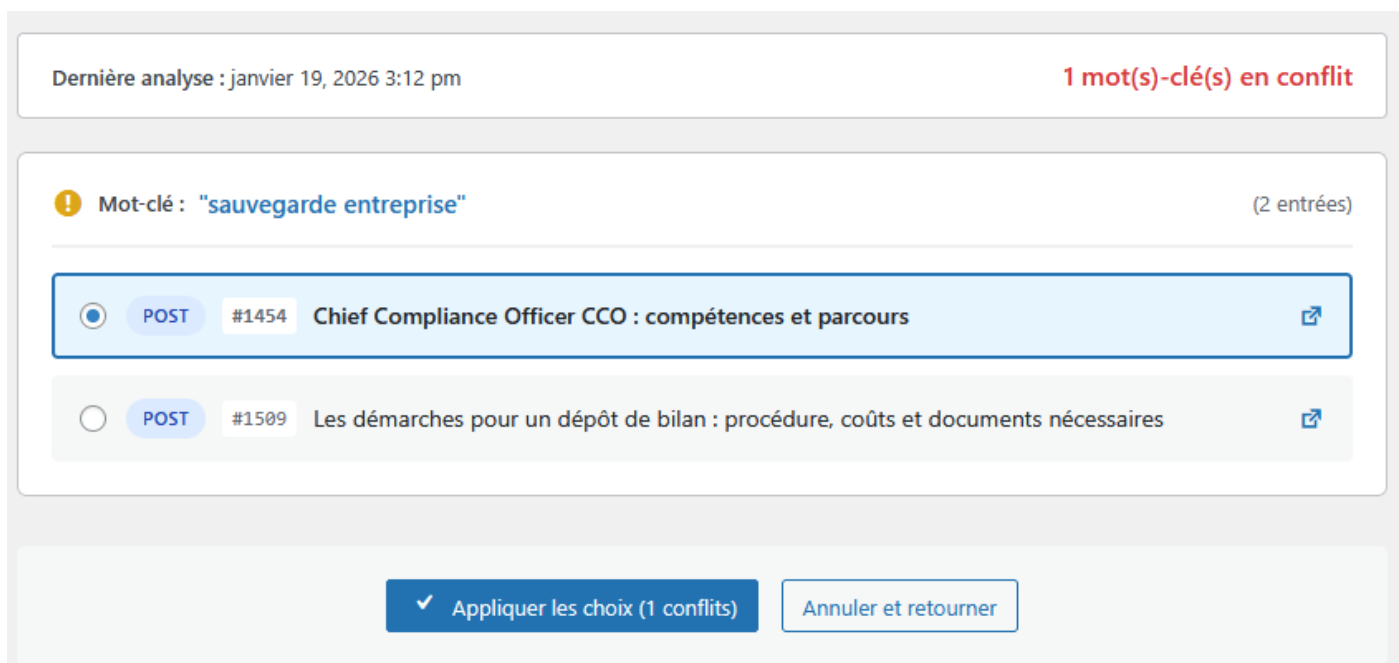 Dernière analyse : janvier 19, 2026 3:12 pm
1 mot(s)-clé(s) en conflit
Mot-clé : "sauvegarde entreprise"
(2 entrées)
POST #1454 Chief Compliance Officer CCO : compétences et parcours
POST #1509 Les démarches pour un dépôt de bilan : procédure, coûts et documents nécessaires
Appliquer les choix (1 conflits)
Annuler et retourner